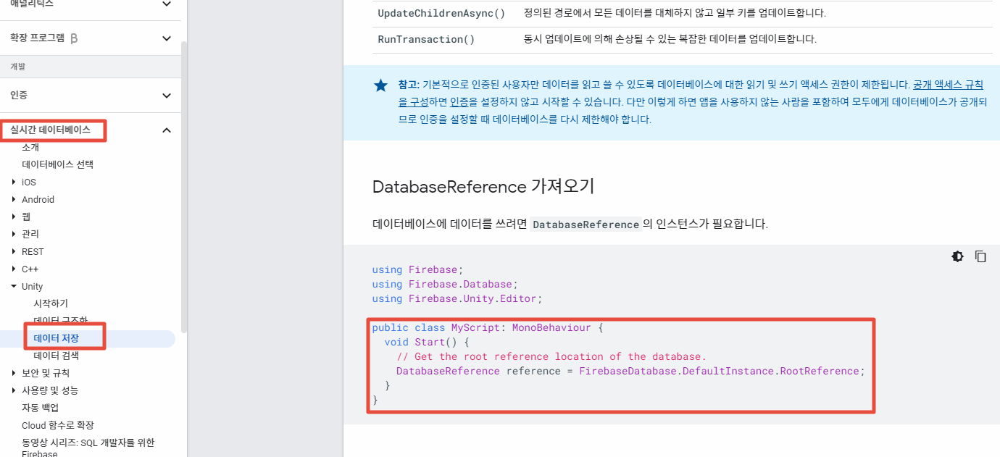 애널리틱스
확장 프로그램 β
개발
인증
실시간 데이터베이스
소개
데이터베이스 선택
iOS
Android
웹
관리
REST
C++
Unity
시작하기
데이터 구조화
데이터 저장
데이터 검색
보안 및 규칙
사용량 및 성능
자동 백업
Cloud 함수로 확장
동영상 시리즈: SQL 개발자를 위한
Firebase
UpdateChildrenAsync() 정의된 경로에서 모든 데이터를 대체하지 않고 일부 키를 업데이트합니다.
RunTransaction() 동시 업데이트에 의해 손상될 수 있는 복잡한 데이터를 업데이트합니다.
참고: 기본적으로 인증된 사용자만 데이터를 읽고 쓸 수 있도록 데이터베이스에 대한 읽기 및 쓰기 액세스 권한이 제한됩니다. 공개 액세스 규칙
을 구성하면 인증을 설정하지 않고 시작할 수 있습니다. 다만 이렇게 하면 앱을 사용하지 않는 사람을 포함하여 모두에게 데이터베이스가 공개되
므로 인증을 설정할 때 데이터베이스를 다시 제한해야 합니다.
DatabaseReference 가져오기
데이터베이스에 데이터를 쓰려면 DatabaseReference의 인스턴스가 필요합니다.
using Firebase;
using Firebase.Database;
using Firebase.Unity.Editor;
public class MyScript: MonoBehaviour {
void Start() {
// Get the root reference location of the database.
DatabaseReference reference = FirebaseDatabase.DefaultInstance.RootReference;
}
}